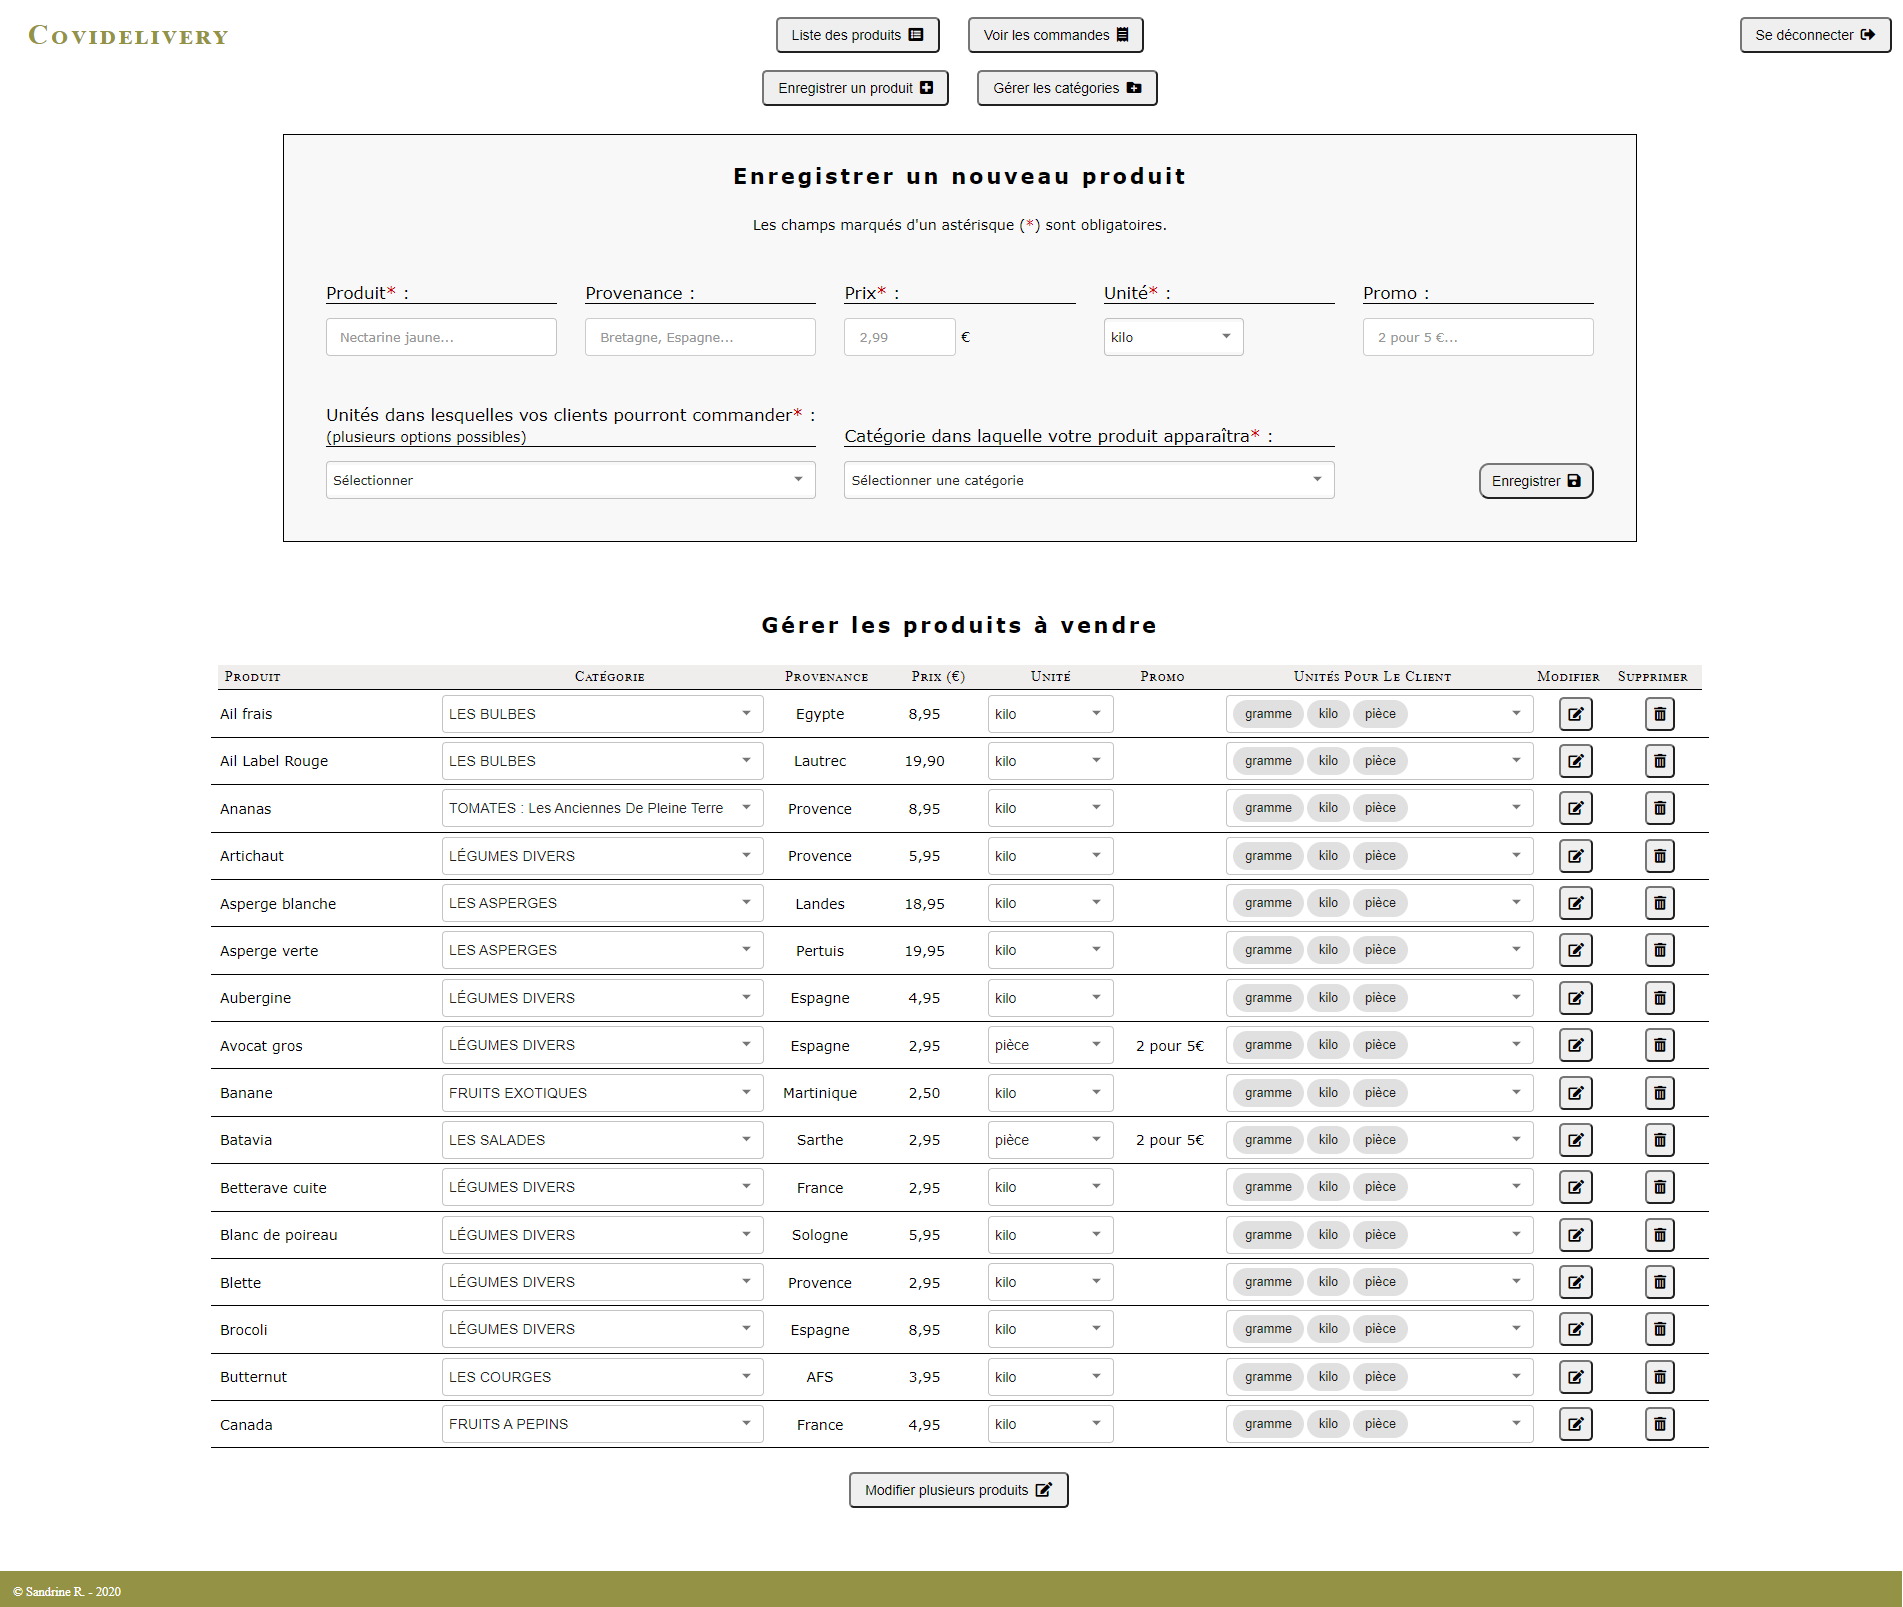 Covidelivery
Liste des produits
Voir les commandes
Se déconnecter
Enregistrer un produit
Gérer les catégories
Enregistrer un nouveau produit
Les champs marqués d'un astérisque (*) sont obligatoires.
Produit* : Provenance : Prix* : Unité* : Promo :
Nectarine jaune... Bretagne, Espagne... 2,99 € kilo 2 pour 5 €...
Unités dans lesquelles vos clients pourront commander* :
(plusieurs options possibles)
Catégorie dans laquelle votre produit apparaîtra* :
Sélectionner Sélectionner une catégorie Enregistrer
Gérer les produits à vendre
Produit Catégorie Provenance Prix (€) Unité Promo Unités Pour Le Client Modifier Supprimer
Ail frais LES BULBES Egypte 8,95 kilo gramme kilo pièce
Ail Label Rouge LES BULBES Lautrec 19,90 kilo gramme kilo pièce
Ananas TOMATES : Les Anciennes De Pleine Terre Provence 8,95 kilo gramme kilo pièce
Artichaut LÉGUMES DIVERS Provence 5,95 kilo gramme kilo pièce
Asperge blanche LES ASPERGES Landes 18,95 kilo gramme kilo pièce
Asperge verte LES ASPERGES Pertuis 19,95 kilo gramme kilo pièce
Aubergine LÉGUMES DIVERS Espagne 4,95 kilo gramme kilo pièce
Avocat gros LÉGUMES DIVERS Espagne 2,95 pièce 2 pour 5€ gramme kilo pièce
Banane FRUITS EXOTIQUES Martinique 2,50 kilo gramme kilo pièce
Batavia LES SALADES Sarthe 2,95 pièce 2 pour 5€ gramme kilo pièce
Betterave cuite LÉGUMES DIVERS France 2,95 kilo gramme kilo pièce
Blanc de poireau LÉGUMES DIVERS Sologne 5,95 kilo gramme kilo pièce
Blette LÉGUMES DIVERS Provence 2,95 kilo gramme kilo pièce
Brocoli LÉGUMES DIVERS Espagne 8,95 kilo gramme kilo pièce
Butternut LES COURGES AFS 3,95 kilo gramme kilo pièce
Canada FRUITS A PEPINS France 4,95 kilo gramme kilo pièce
Modifier plusieurs produits
© Sandrine R. - 2020